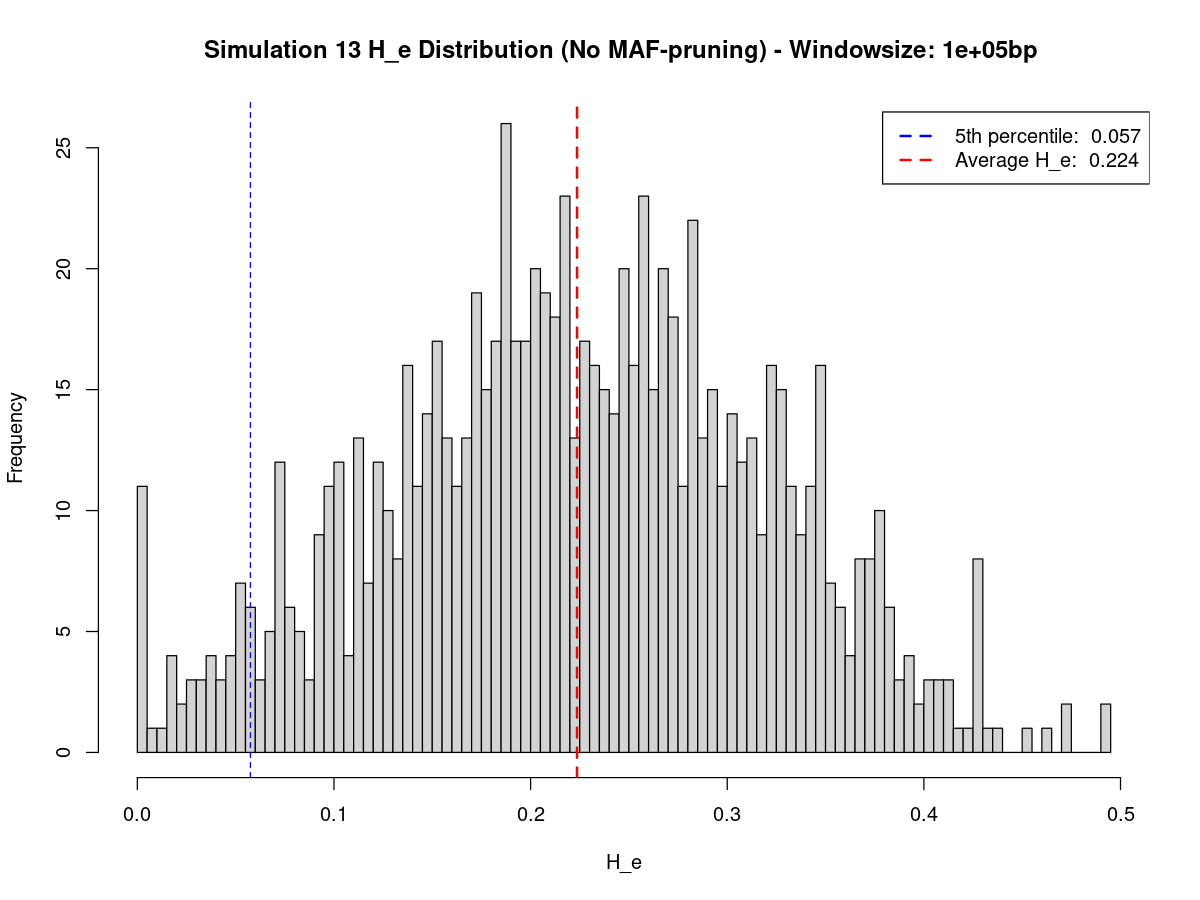 Simulation 13 H_e Distribution (No MAF-pruning) - Windowsize: 1e+05bp
5th percentile: 0.057
Average H_e: 0.224
Frequency
25
20
15
10
5
0
0.0 0.1 0.2 0.3 0.4 0.5
H_e